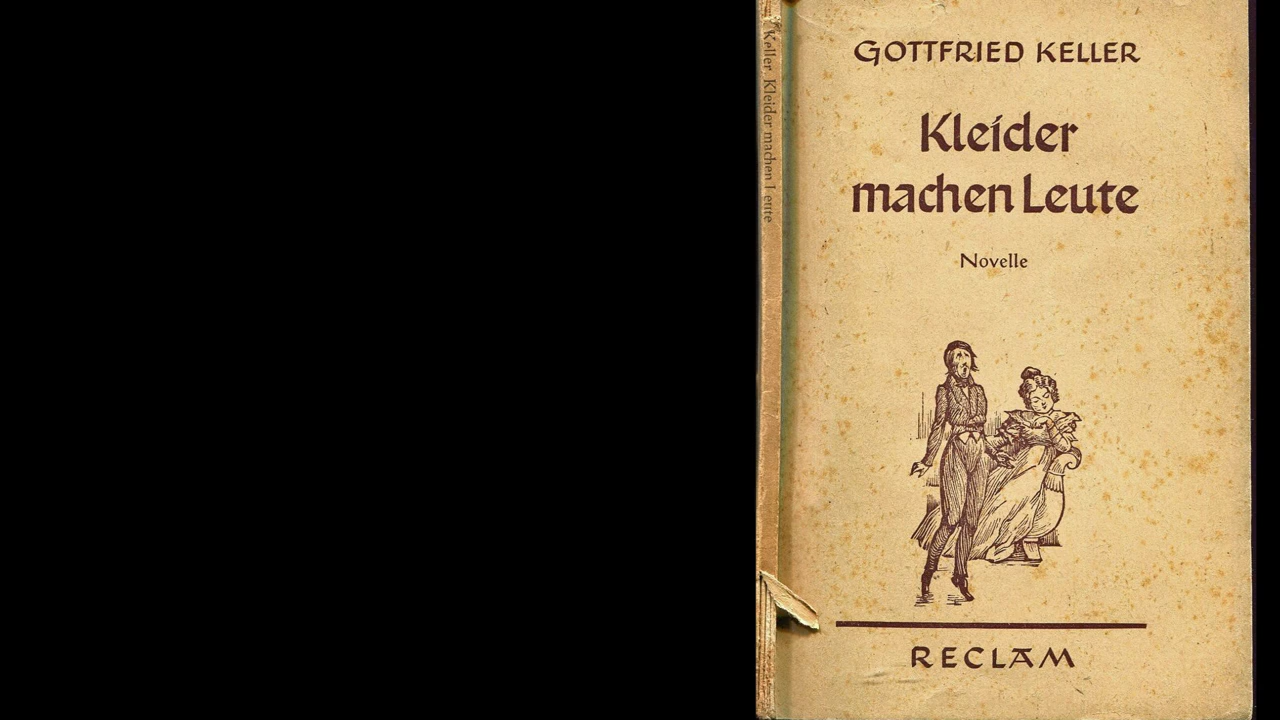 Keller, Kleider machen Leute
GOTTFRIED KELLER
Kleider
machen Leute
Novelle
RECLAM